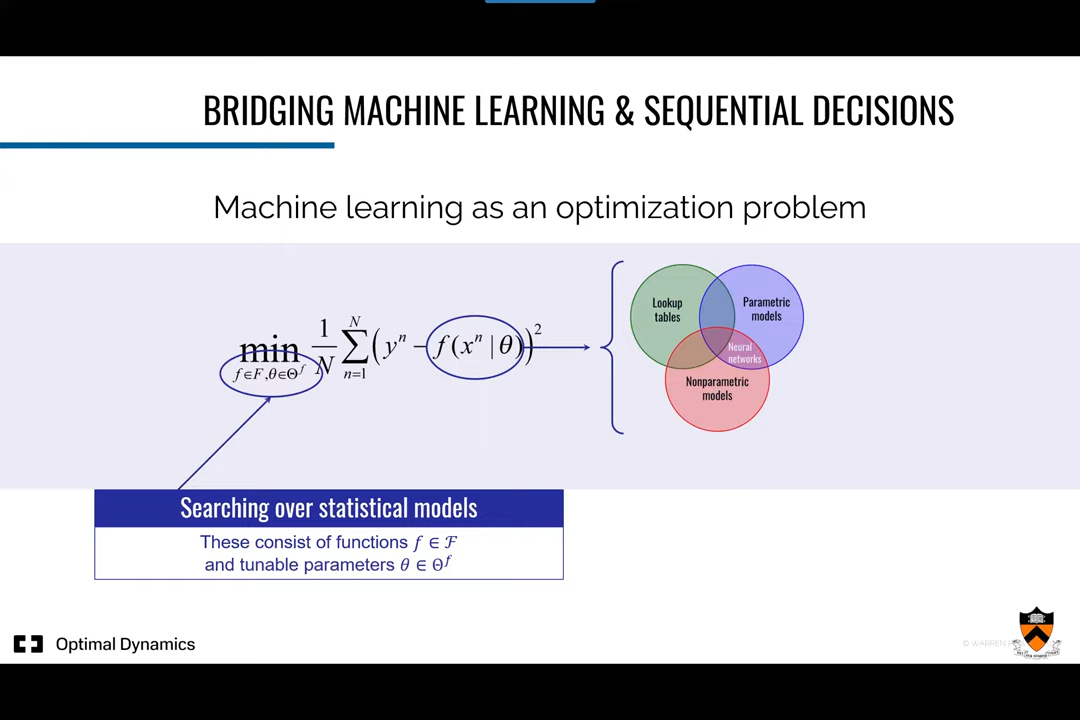 BRIDGING MACHINE LEARNING & SEQUENTIAL DECISIONS
Machine learning as an optimization problem
min f∈F,θ∈Θ^f 1/N ∑_{n=1}^{N} (y^n − f(x^n | θ))^2
Lookup
tables
Parametric
models
Neural
networks
Nonparametric
models
Searching over statistical models
These consist of functions f ∈ ℱ
and tunable parameters θ ∈ Θ^f
Optimal Dynamics
© WARREN